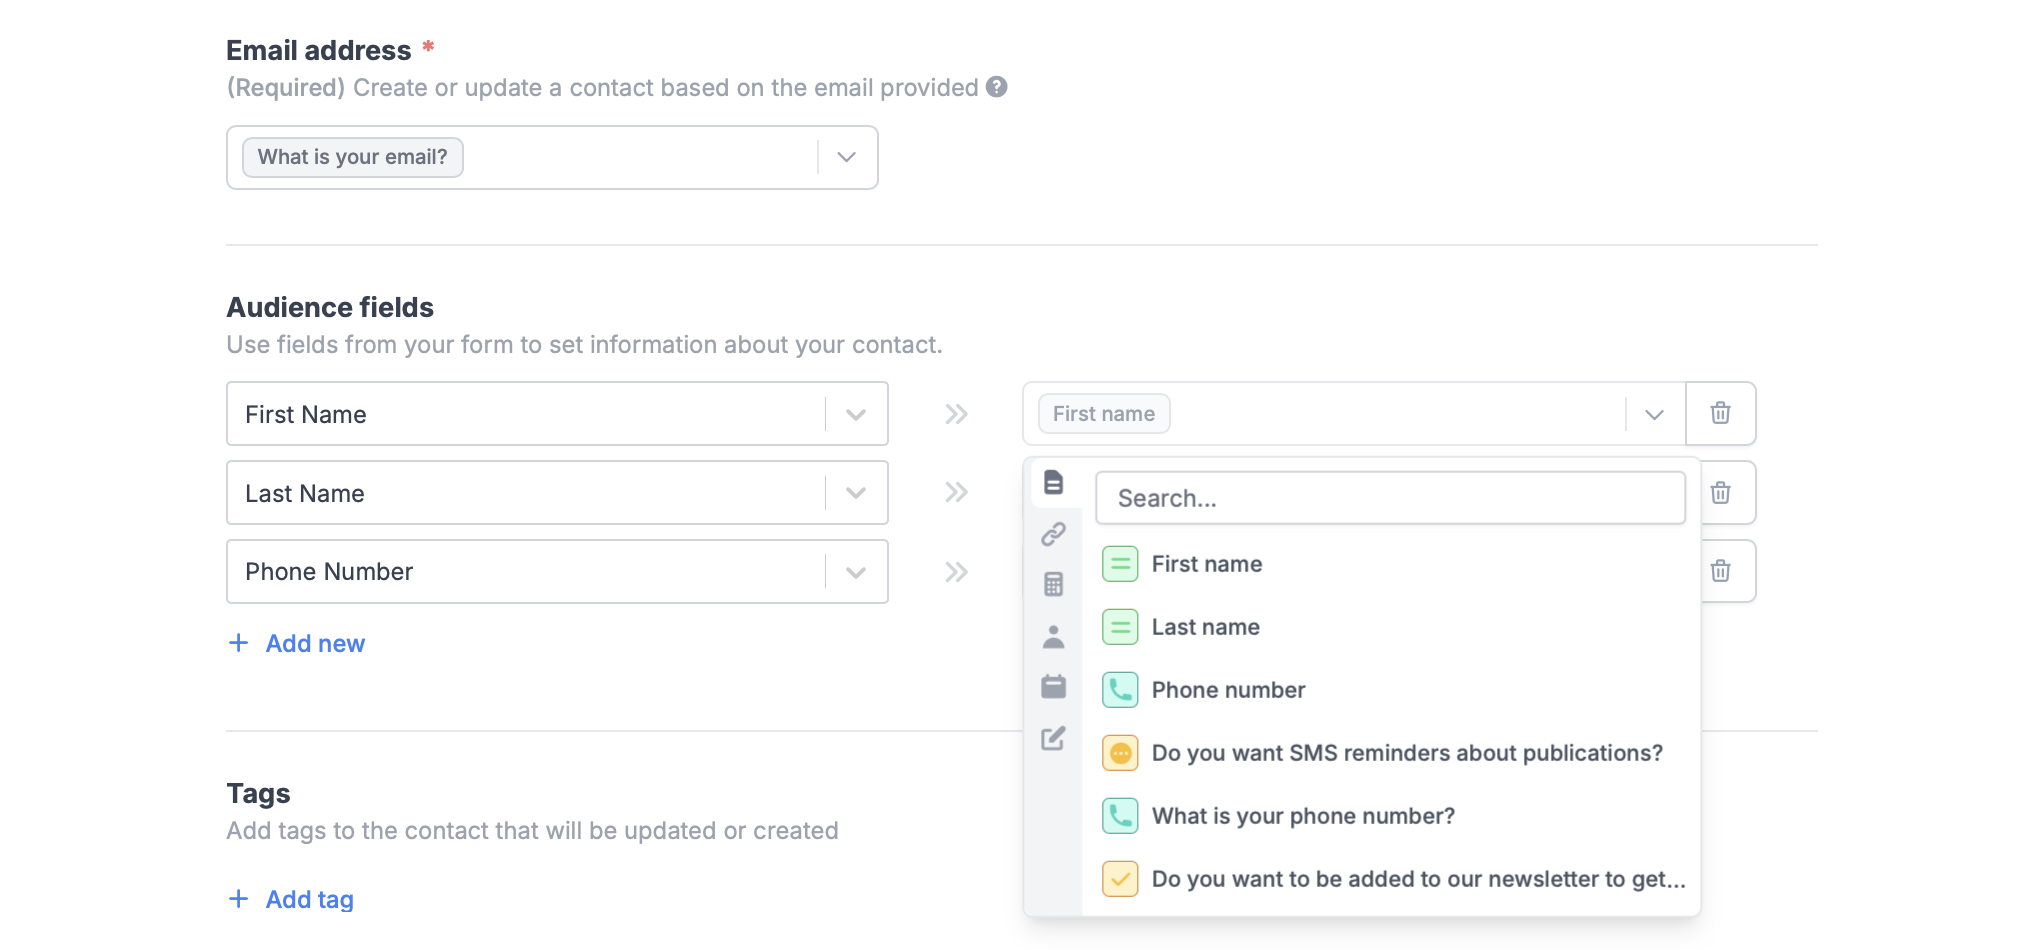 Email address *
(Required) Create or update a contact based on the email provided ?
What is your email?
Audience fields
Use fields from your form to set information about your contact.
First Name
First name
Last Name
Phone Number
+ Add new
Search...
First name
Last name
Phone number
Do you want SMS reminders about publications?
What is your phone number?
Do you want to be added to our newsletter to get...
Tags
Add tags to the contact that will be updated or created
+ Add tag